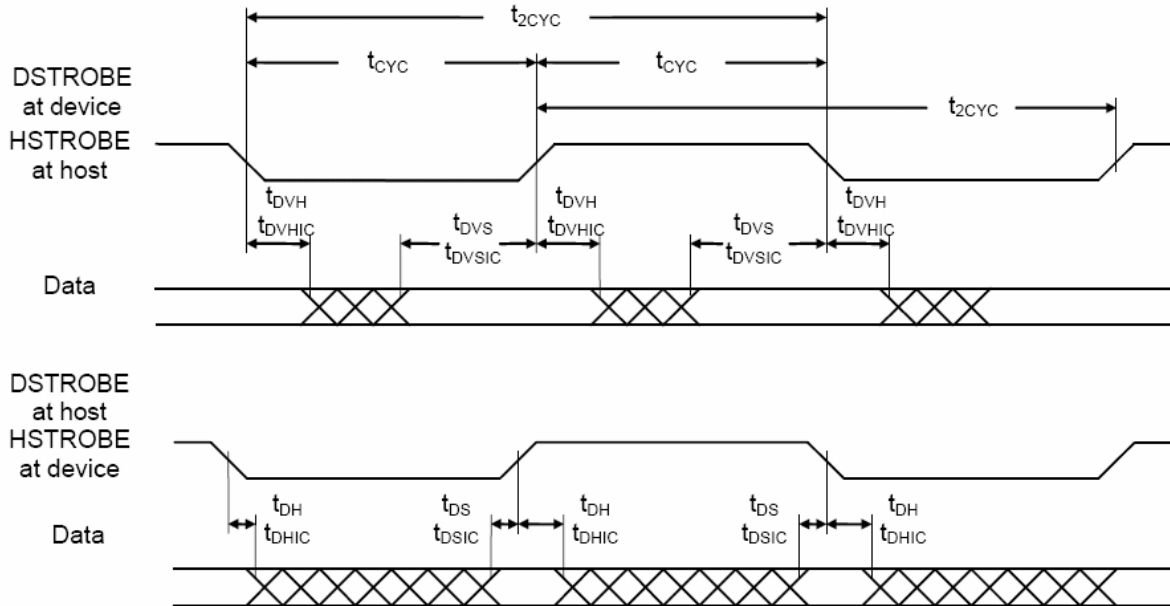 t2CYC
tCYC tCYC
DSTROBE
at device
t2CYC
HSTROBE
at host
tDVH tDVH tDVH
tDVHIC tDVS tDVHIC tDVS tDVHIC
tDVSIC tDVSIC
Data
DSTROBE
at host
HSTROBE
at device
tDH tDS tDH tDS tDH
tDHIC tDSIC tDHIC tDSIC tDHIC
Data